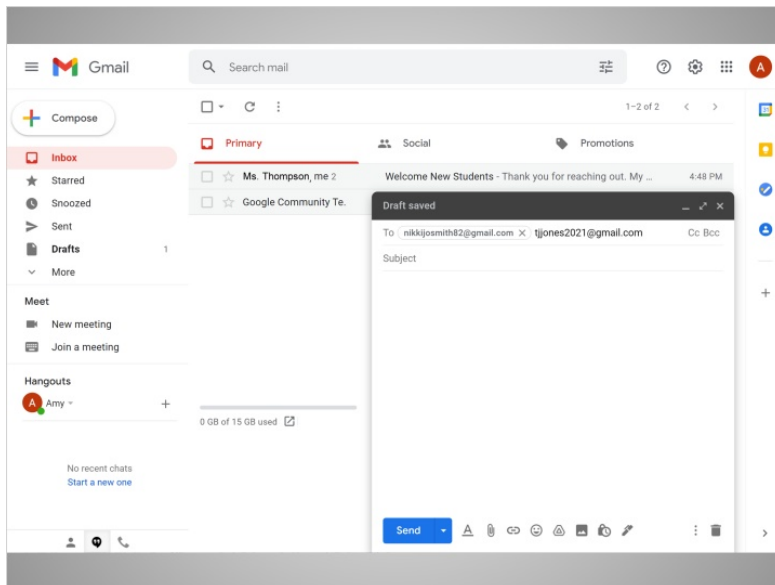 Gmail
Search mail
A
Compose
1–2 of 2
Primary
Social
Promotions
Inbox
Starred
Snoozed
Sent
Drafts 1
More
Ms. Thompson, me 2 Welcome New Students - Thank you for reaching out. My ... 4:48 PM
Google Community Te.
Draft saved
To nikkijosmith82@gmail.com tjjones2021@gmail.com Cc Bcc
Subject
Meet
New meeting
Join a meeting
Hangouts
A Amy
0 GB of 15 GB used
No recent chats
Start a new one
Send